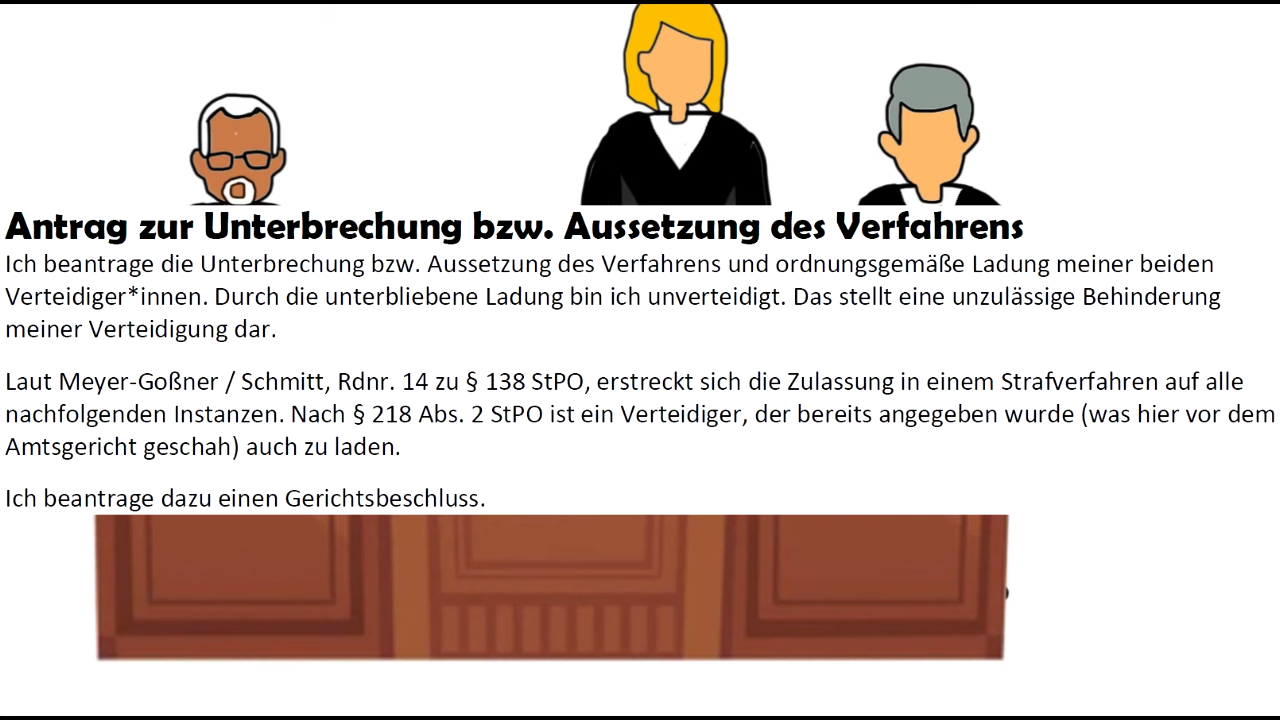 Antrag zur Unterbrechung bzw. Aussetzung des Verfahrens
Ich beantrage die Unterbrechung bzw. Aussetzung des Verfahrens und ordnungsgemäße Ladung meiner beiden
Verteidiger*innen. Durch die unterbliebene Ladung bin ich unverteidigt. Das stellt eine unzulässige Behinderung
meiner Verteidigung dar.
Laut Meyer-Goßner / Schmitt, Rdnr. 14 zu § 138 StPO, erstreckt sich die Zulassung in einem Strafverfahren auf alle
nachfolgenden Instanzen. Nach § 218 Abs. 2 StPO ist ein Verteidiger, der bereits angegeben wurde (was hier vor dem
Amtsgericht geschah) auch zu laden.
Ich beantrage dazu einen Gerichtsbeschluss.